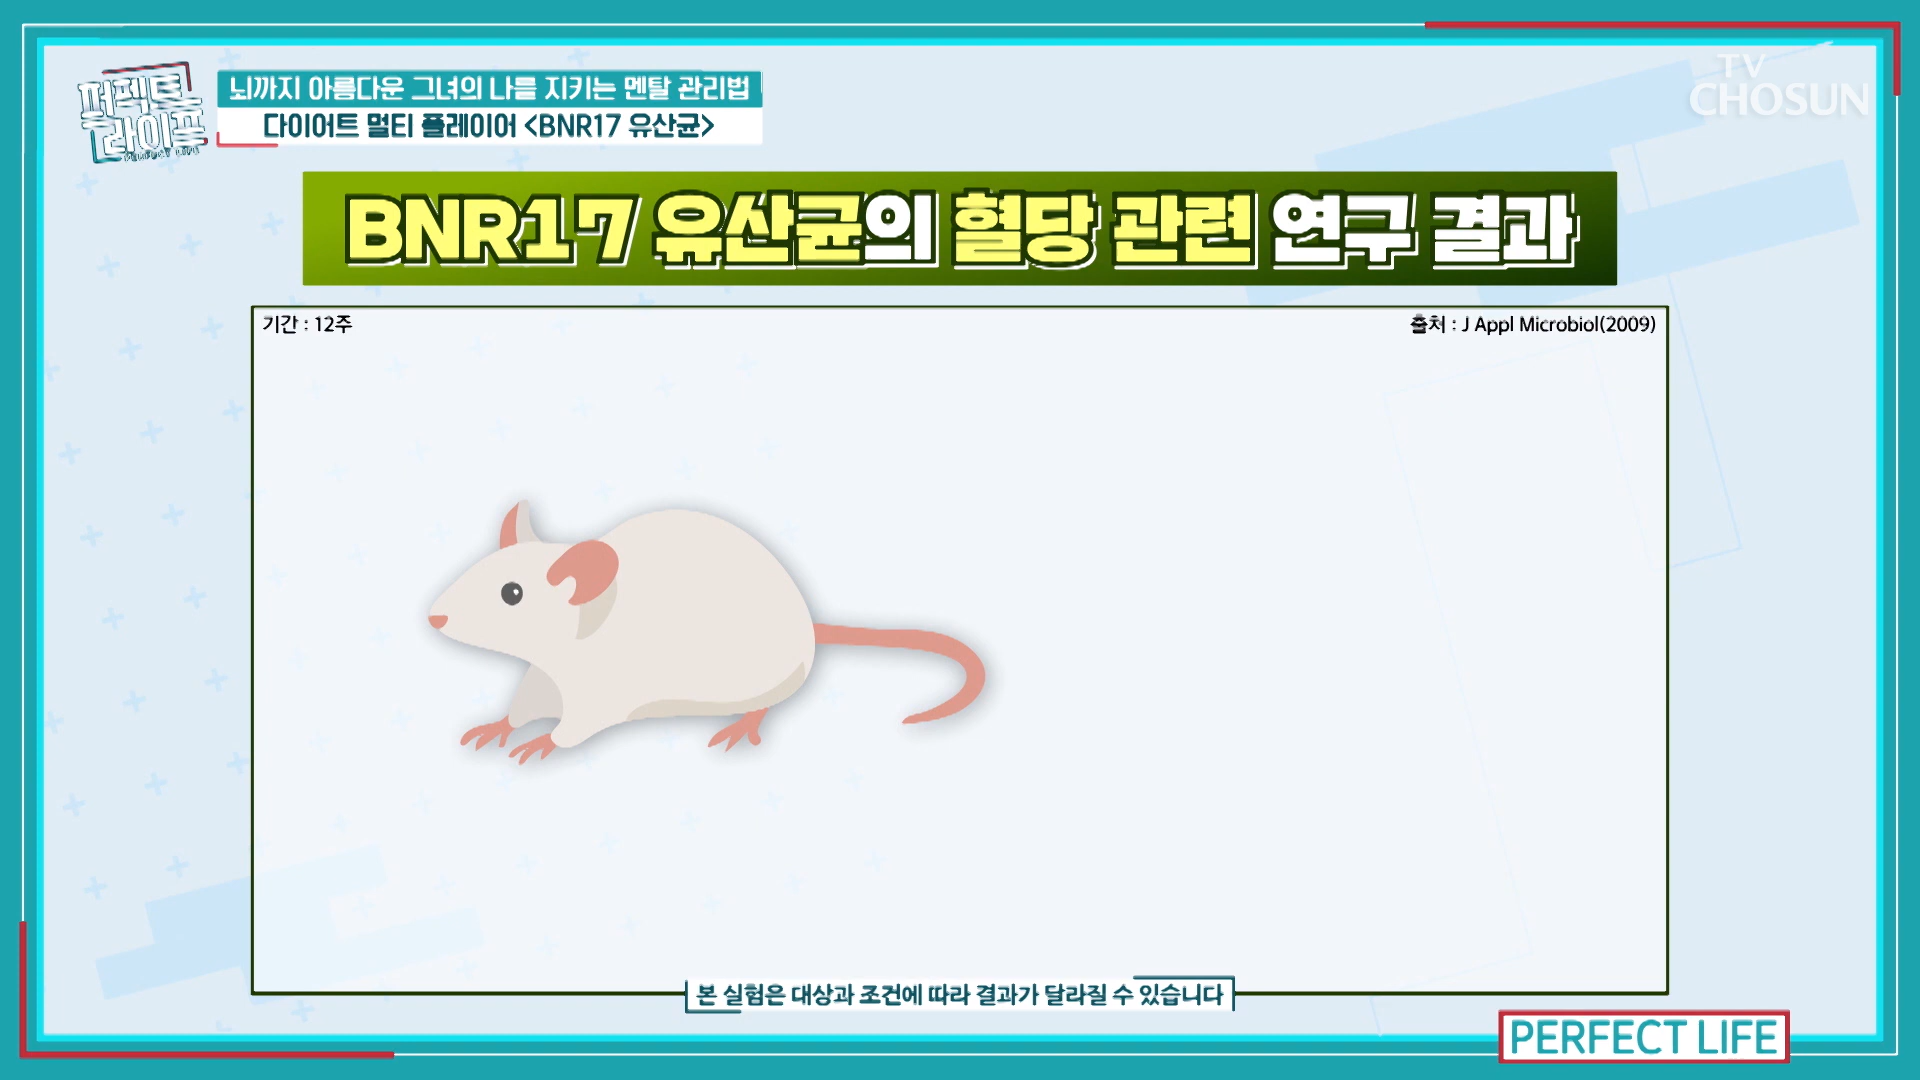 퍼펙트
라이프
PERFECT LIFE
뇌까지 아름다운 그녀의 나를 지키는 멘탈 관리법
다이어트 멀티 플레이어 <BNR17 유산균>
TV
CHOSUN
BNR17 유산균의 혈당 관련 연구 결과
기간 : 12주
출처 : J Appl Microbiol(2009)
본 실험은 대상과 조건에 따라 결과가 달라질 수 있습니다
PERFECT LIFE